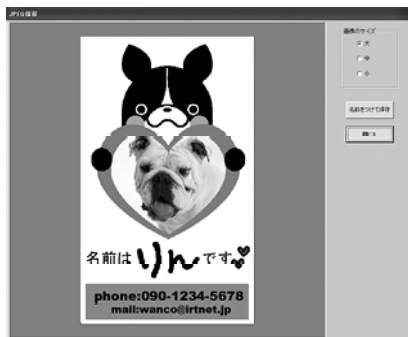 JPEG保存
画像のサイズ
大
中
小
名前をつけて保存
閉じる
名前は りん です
phone:090-1234-5678
mail:wanco@irtnet.jp